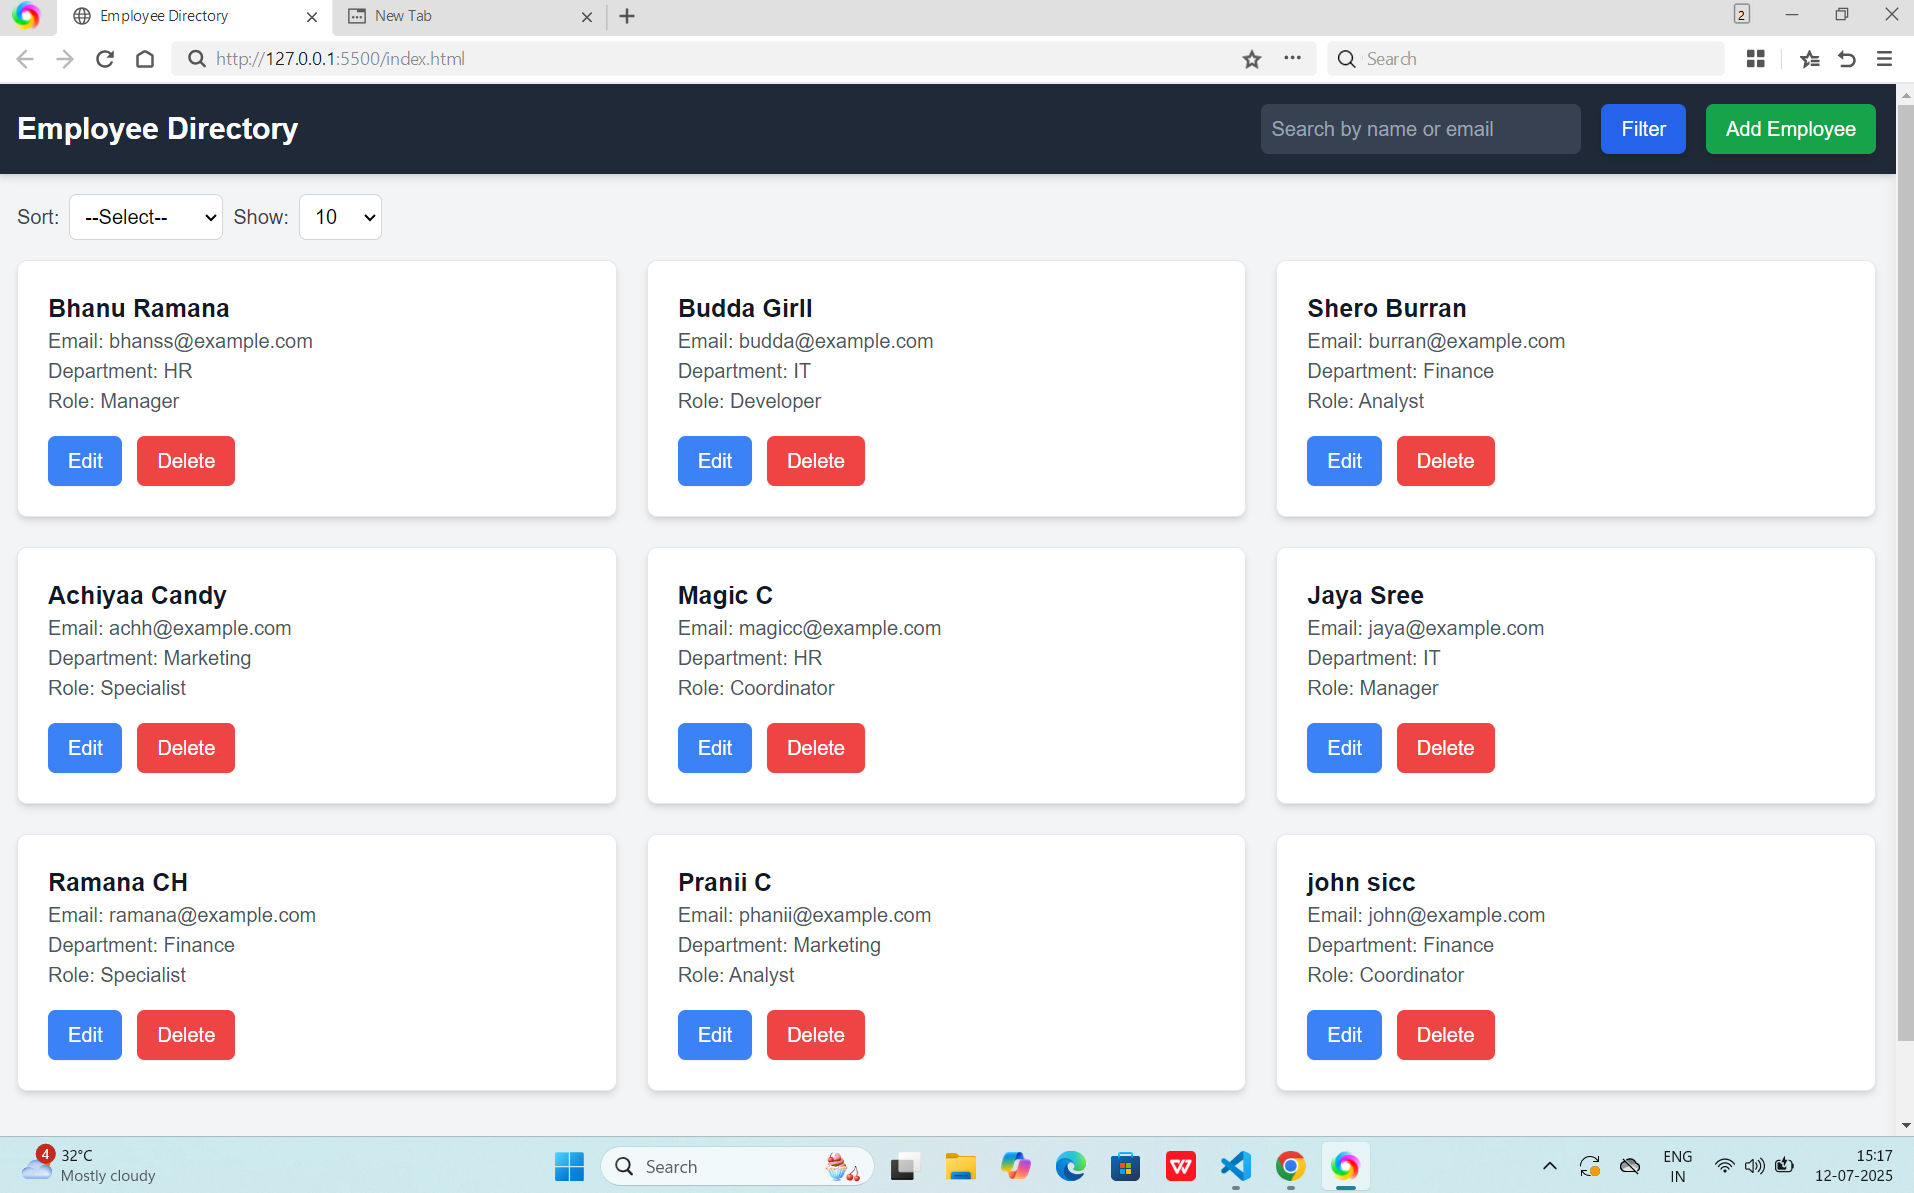 Employee Directory
New Tab
2
http://127.0.0.1:5500/index.html
Search
Employee Directory
Search by name or email
Filter
Add Employee
Sort:
--Select--
Show:
10
Bhanu Ramana
Email: bhanss@example.com
Department: HR
Role: Manager
Edit
Delete
Budda Girll
Email: budda@example.com
Department: IT
Role: Developer
Edit
Delete
Shero Burran
Email: burran@example.com
Department: Finance
Role: Analyst
Edit
Delete
Achiyaa Candy
Email: achh@example.com
Department: Marketing
Role: Specialist
Edit
Delete
Magic C
Email: magicc@example.com
Department: HR
Role: Coordinator
Edit
Delete
Jaya Sree
Email: jaya@example.com
Department: IT
Role: Manager
Edit
Delete
Ramana CH
Email: ramana@example.com
Department: Finance
Role: Specialist
Edit
Delete
Pranii C
Email: phanii@example.com
Department: Marketing
Role: Analyst
Edit
Delete
john sicc
Email: john@example.com
Department: Finance
Role: Coordinator
Edit
Delete
4
32°C
Mostly cloudy
Search
W
ENG
IN
15:17
12-07-2025